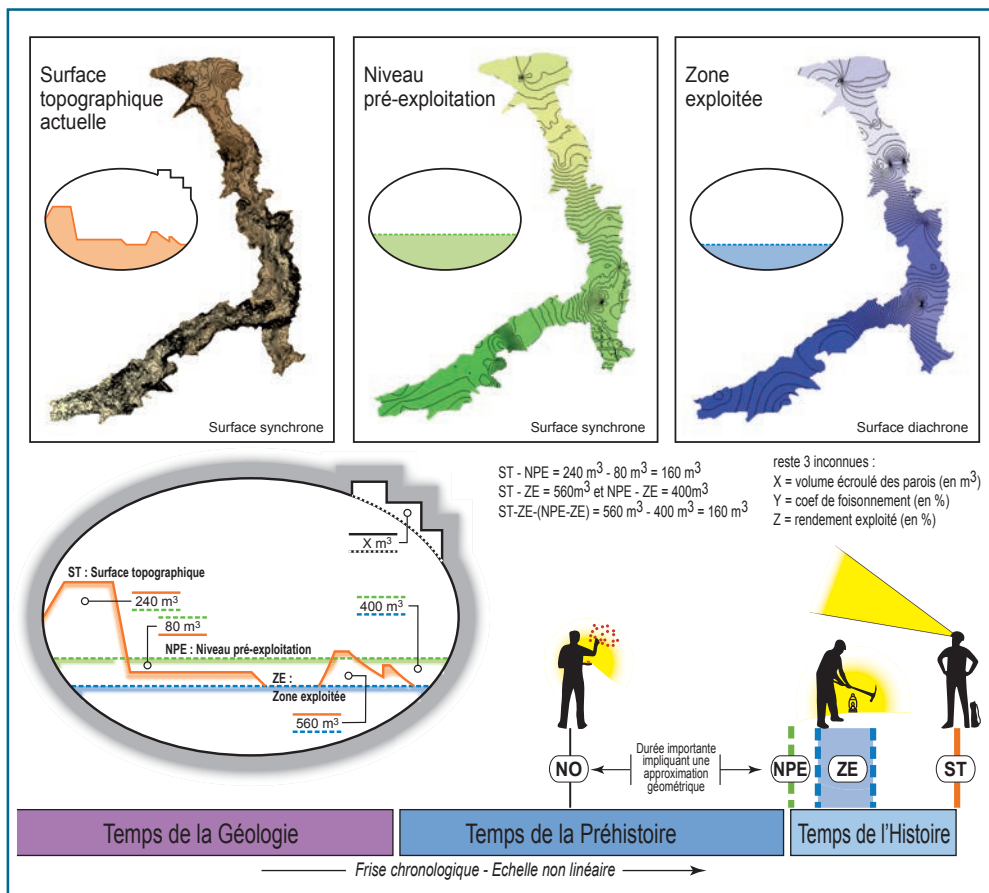 Surface
topographique
actuelle
Surface synchrone
Niveau
pré-exploitation
Surface synchrone
Zone
exploitée
Surface diachrone
ST - NPE = 240 m³ - 80 m³ = 160 m³
ST - ZE = 560m³ et NPE - ZE = 400m³
ST-ZE-(NPE-ZE) = 560 m³ - 400 m³ = 160 m³
reste 3 inconnues :
X = volume écroulé des parois (en m³)
Y = coef de foisonnement (en %)
Z = rendement exploité (en %)
X m³
ST : Surface topographique
240 m³
80 m³
400 m³
NPE : Niveau pré-exploitation
ZE :
Zone exploitée
560 m³
NO
Durée importante
impliquant une
approximation
géométrique
NPE
ZE
ST
Temps de la Géologie
Temps de la Préhistoire
Temps de l'Histoire
Frise chronologique - Echelle non linéaire